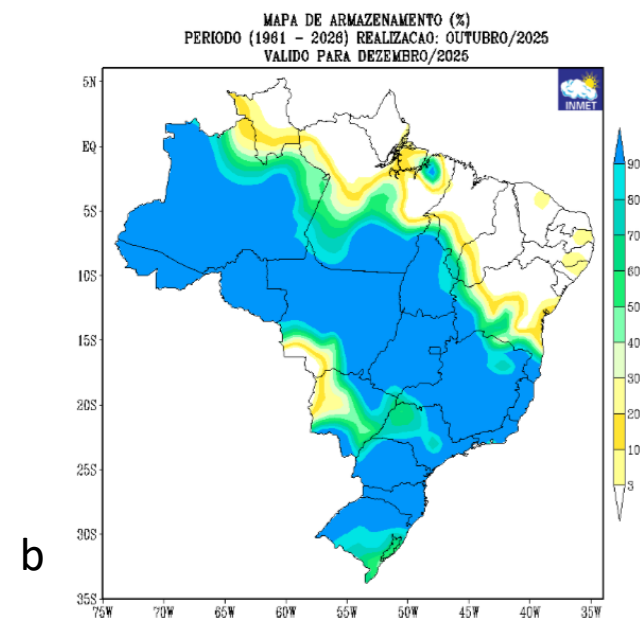 MAPA DE ARMAZENAMENTO (%)
PERIODO (1961 - 2026) REALIZACAO: OUTUBRO/2025
VALIDO PARA DEZEMBRO/2025
INMET
5N
EQ
5S
10S
15S
20S
25S
30S
35S
75W 70W 65W 60W 55W 50W 45W 40W 35W
90
80
70
60
50
40
30
20
10
3
b